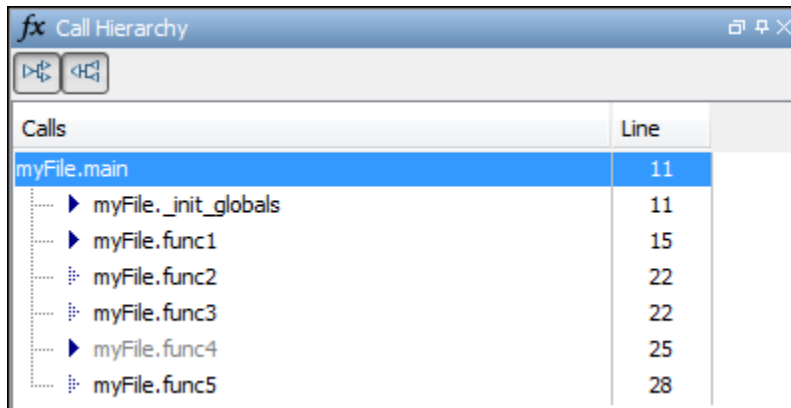 fx Call Hierarchy
Calls Line
myFile.main 11
myFile._init_globals 11
myFile.func1 15
myFile.func2 22
myFile.func3 22
myFile.func4 25
myFile.func5 28